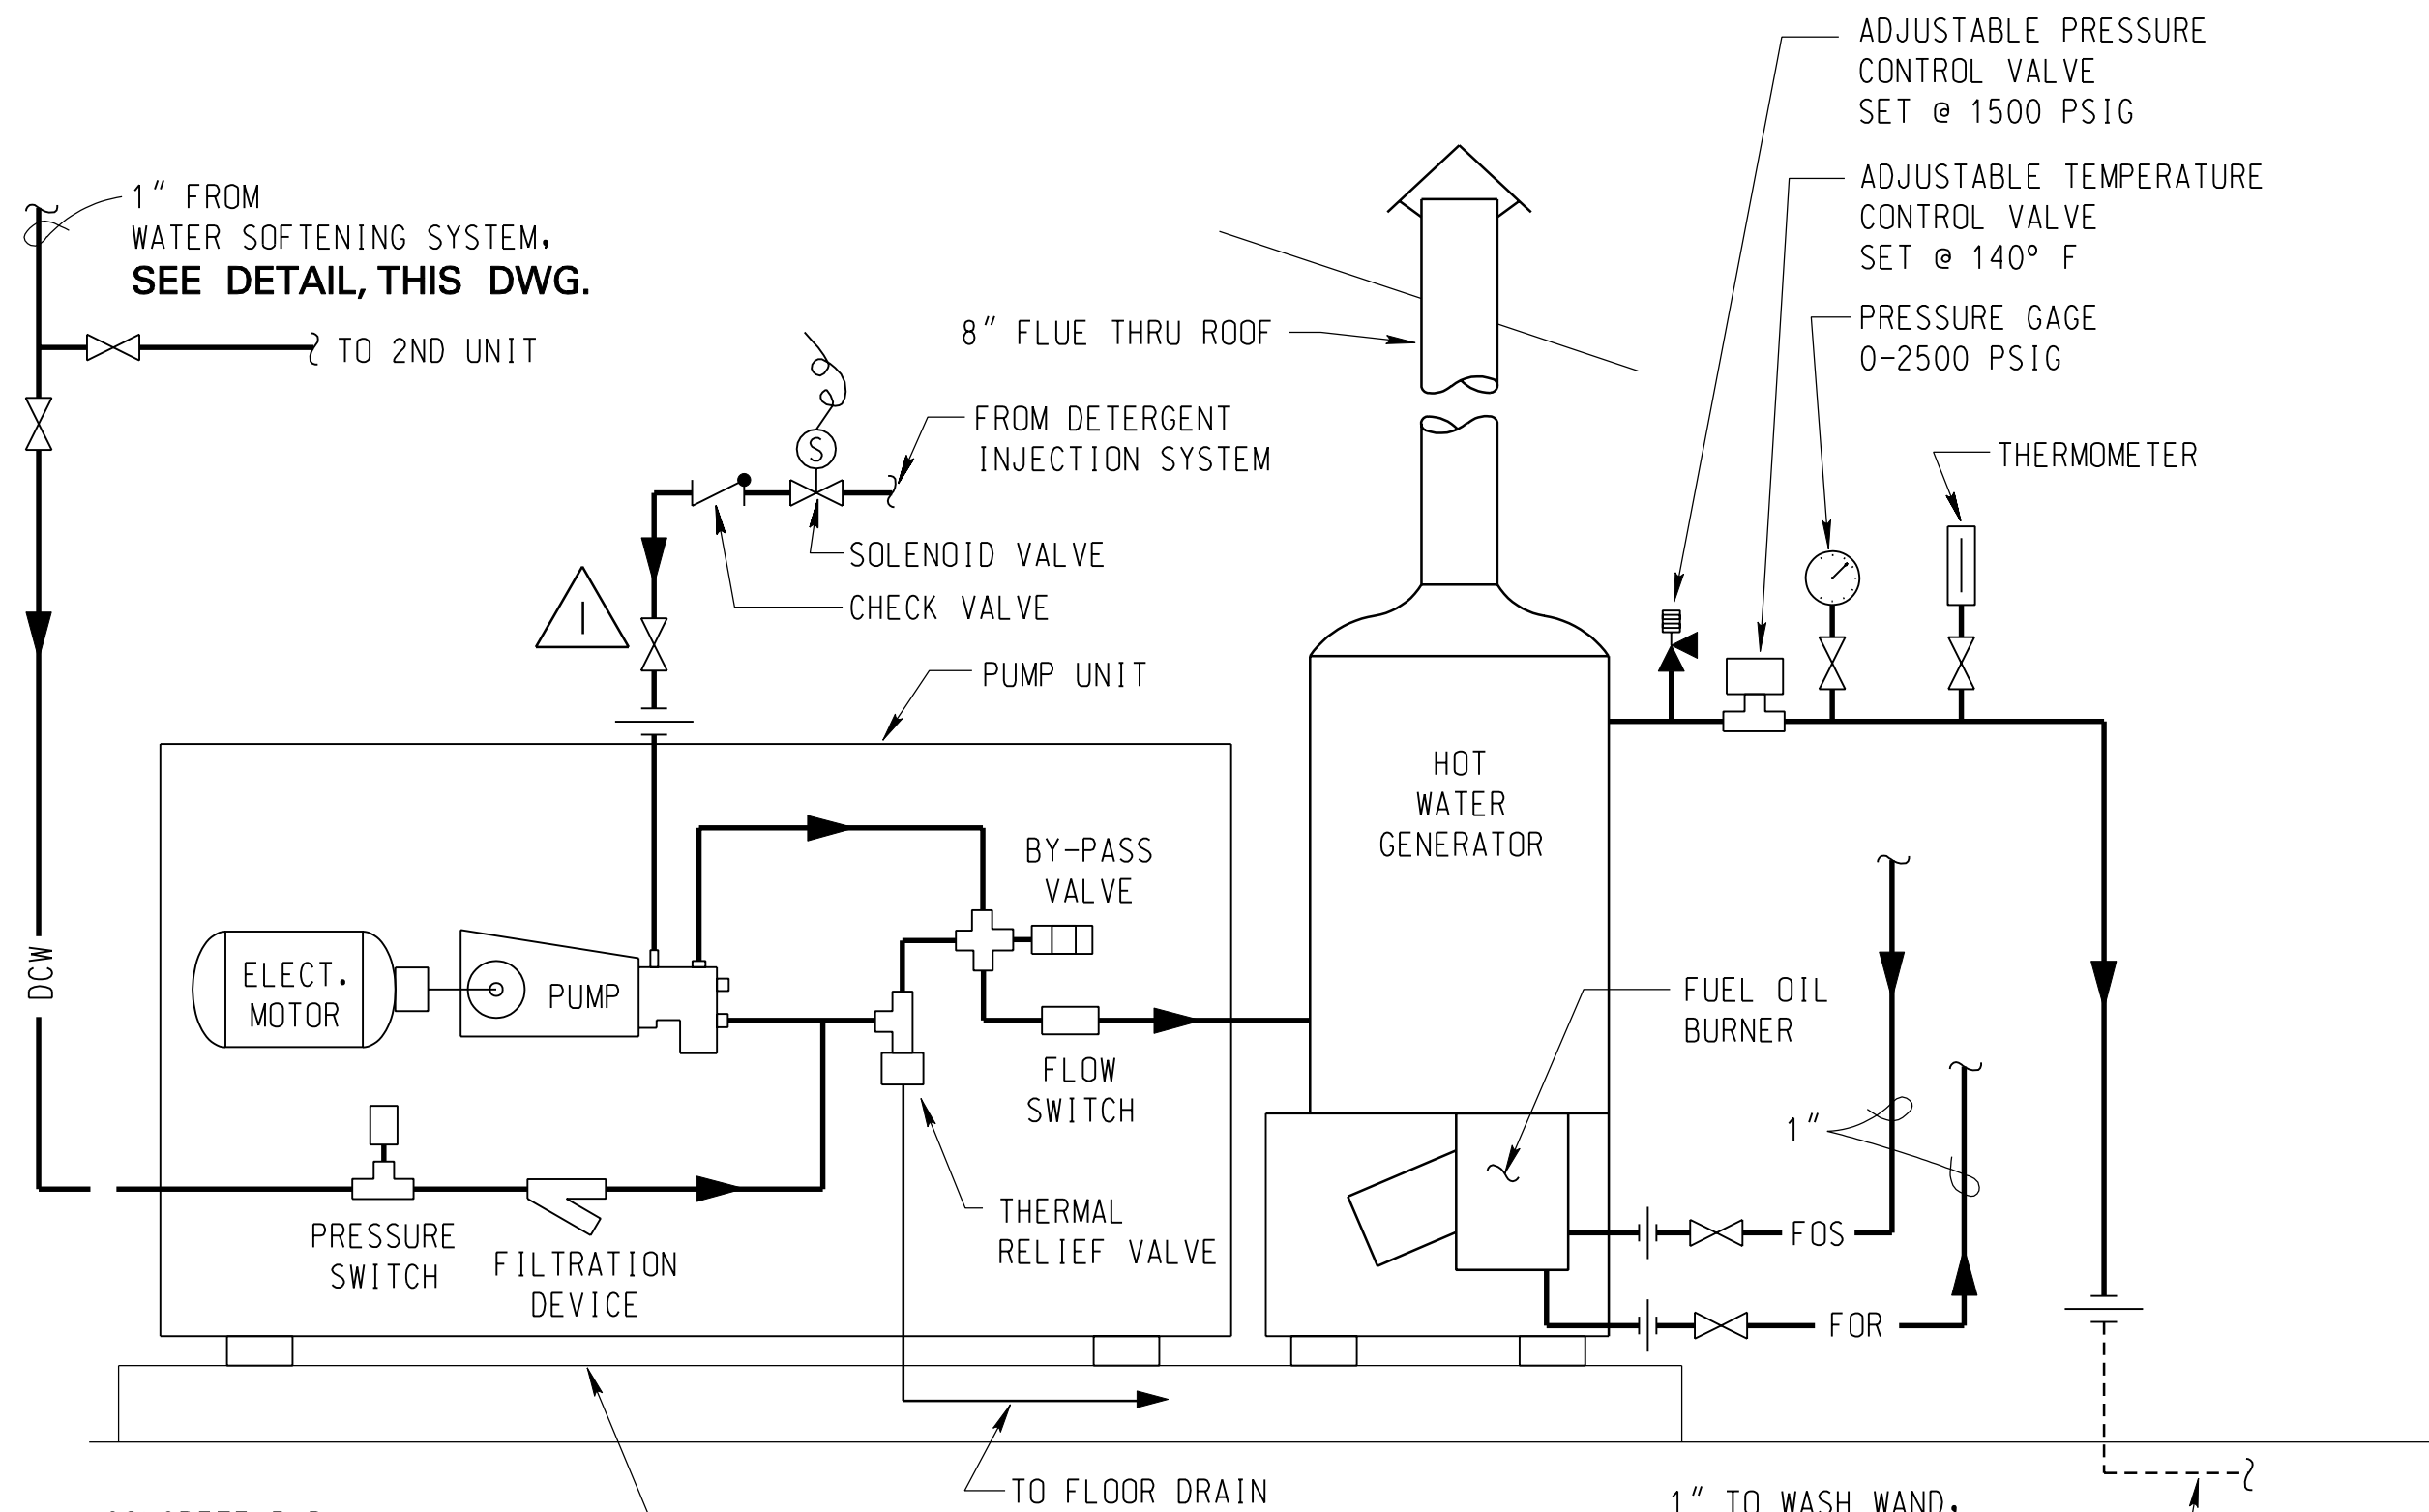 ADJUSTABLE PRESSURE
CONTROL VALVE
SET @ 1500 PSIG
ADJUSTABLE TEMPERATURE
CONTROL VALVE
SET @ 140° F
PRESSURE GAGE
0-2500 PSIG
THERMOMETER
1" FROM
WATER SOFTENING SYSTEM,
SEE DETAIL, THIS DWG.
TO 2ND UNIT
8" FLUE THRU ROOF
FROM DETERGENT
INJECTION SYSTEM
S
SOLENOID VALVE
CHECK VALVE
1
PUMP UNIT
HOT
WATER
GENERATOR
BY-PASS
VALVE
DCW
ELECT.
MOTOR
PUMP
FLOW
SWITCH
FUEL OIL
BURNER
1"
THERMAL
RELIEF VALVE
PRESSURE
SWITCH
FILTRATION
DEVICE
FOS
FOR
TO FLOOR DRAIN
1" TO WASH WAND,